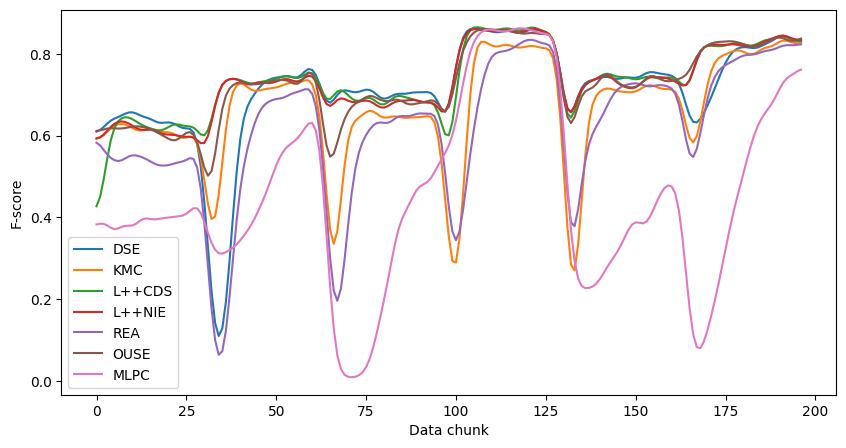 F-score
0.8
0.6
0.4
0.2
0.0
DSE
KMC
L++CDS
L++NIE
REA
OUSE
MLPC
0 25 50 75 100 125 150 175 200
Data chunk